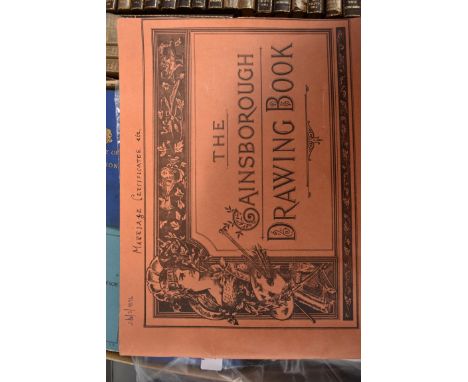 MARRIAGE CERTIFICATES etc
THE
GAINSBOROUGH
DRAWING BOOK